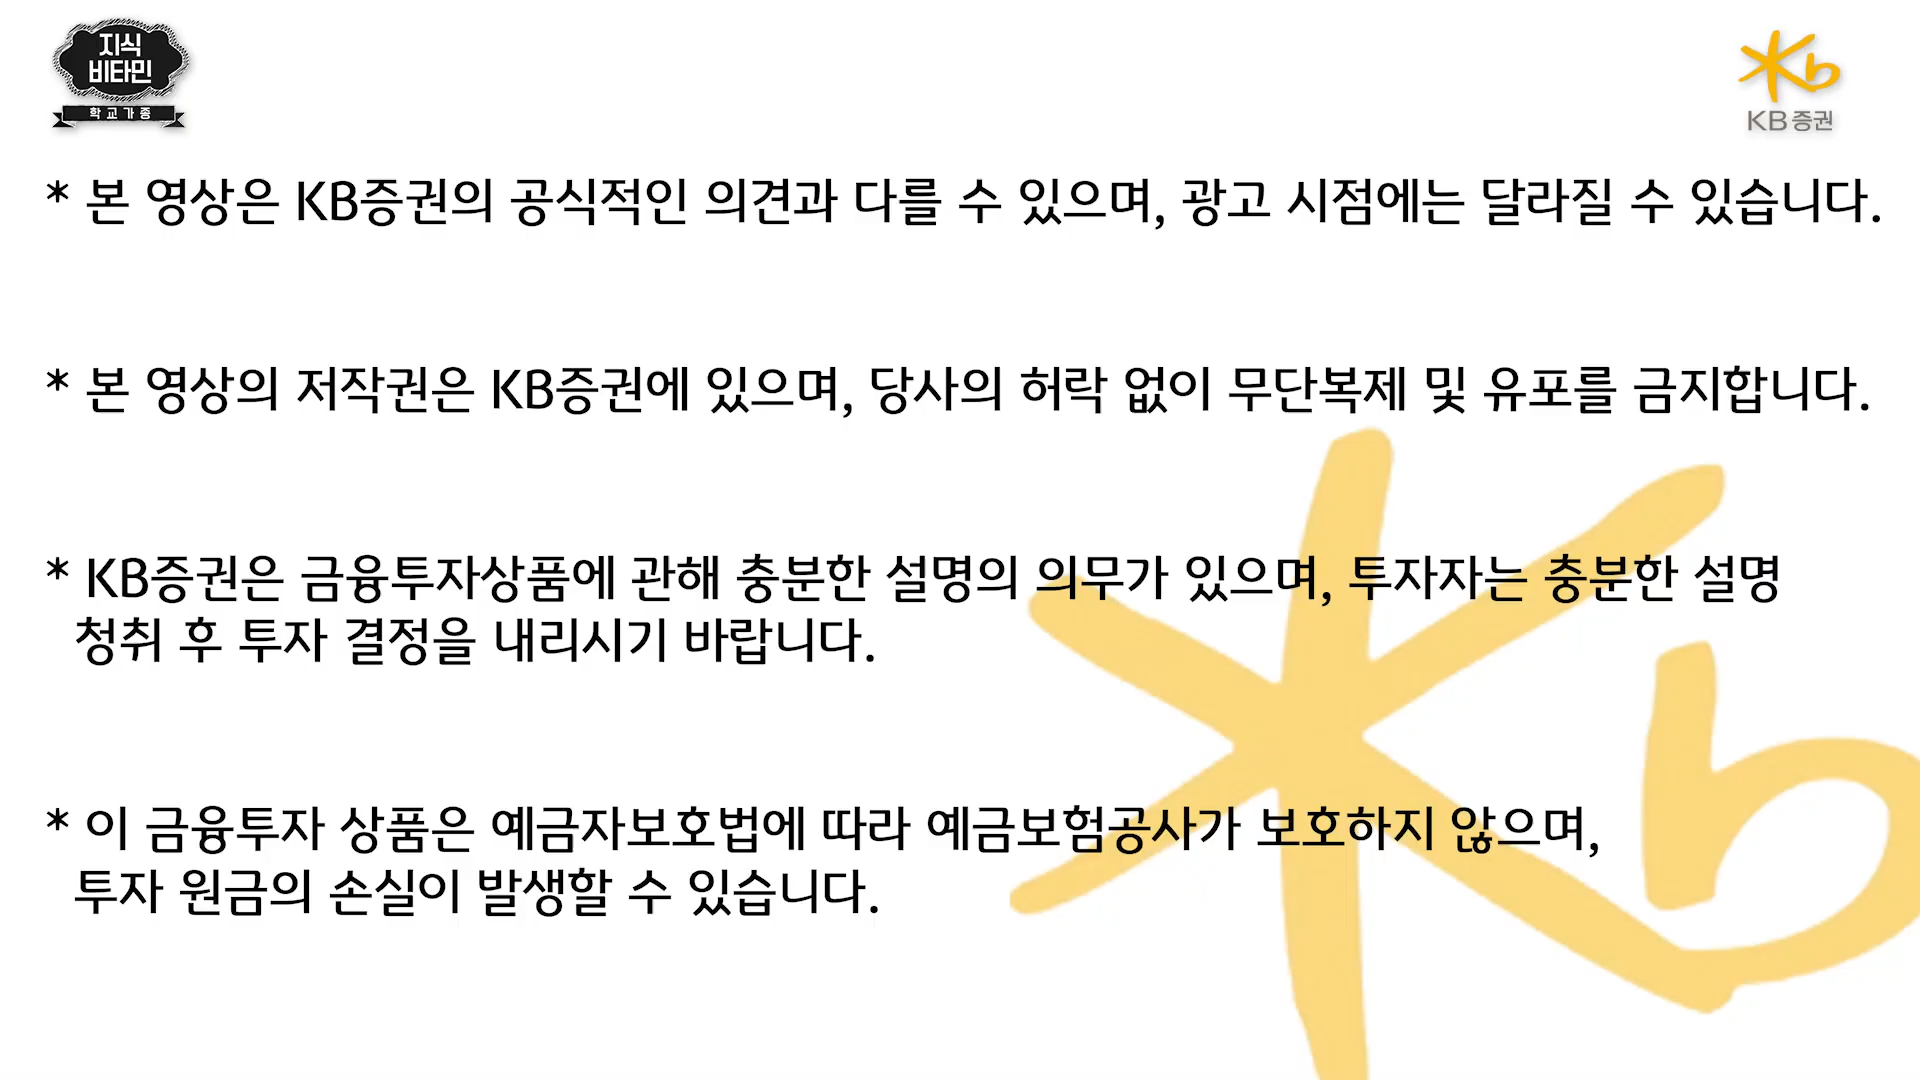 지식
비타민
학교가종
Kb
KB증권
* 본 영상은 KB증권의 공식적인 의견과 다를 수 있으며, 광고 시점에는 달라질 수 있습니다.
* 본 영상의 저작권은 KB증권에 있으며, 당사의 허락 없이 무단복제 및 유포를 금지합니다.
* KB증권은 금융투자상품에 관해 충분한 설명의 의무가 있으며, 투자자는 충분한 설명
청취 후 투자 결정을 내리시기 바랍니다.
* 이 금융투자 상품은 예금자보호법에 따라 예금보험공사가 보호하지 않으며,
투자 원금의 손실이 발생할 수 있습니다.